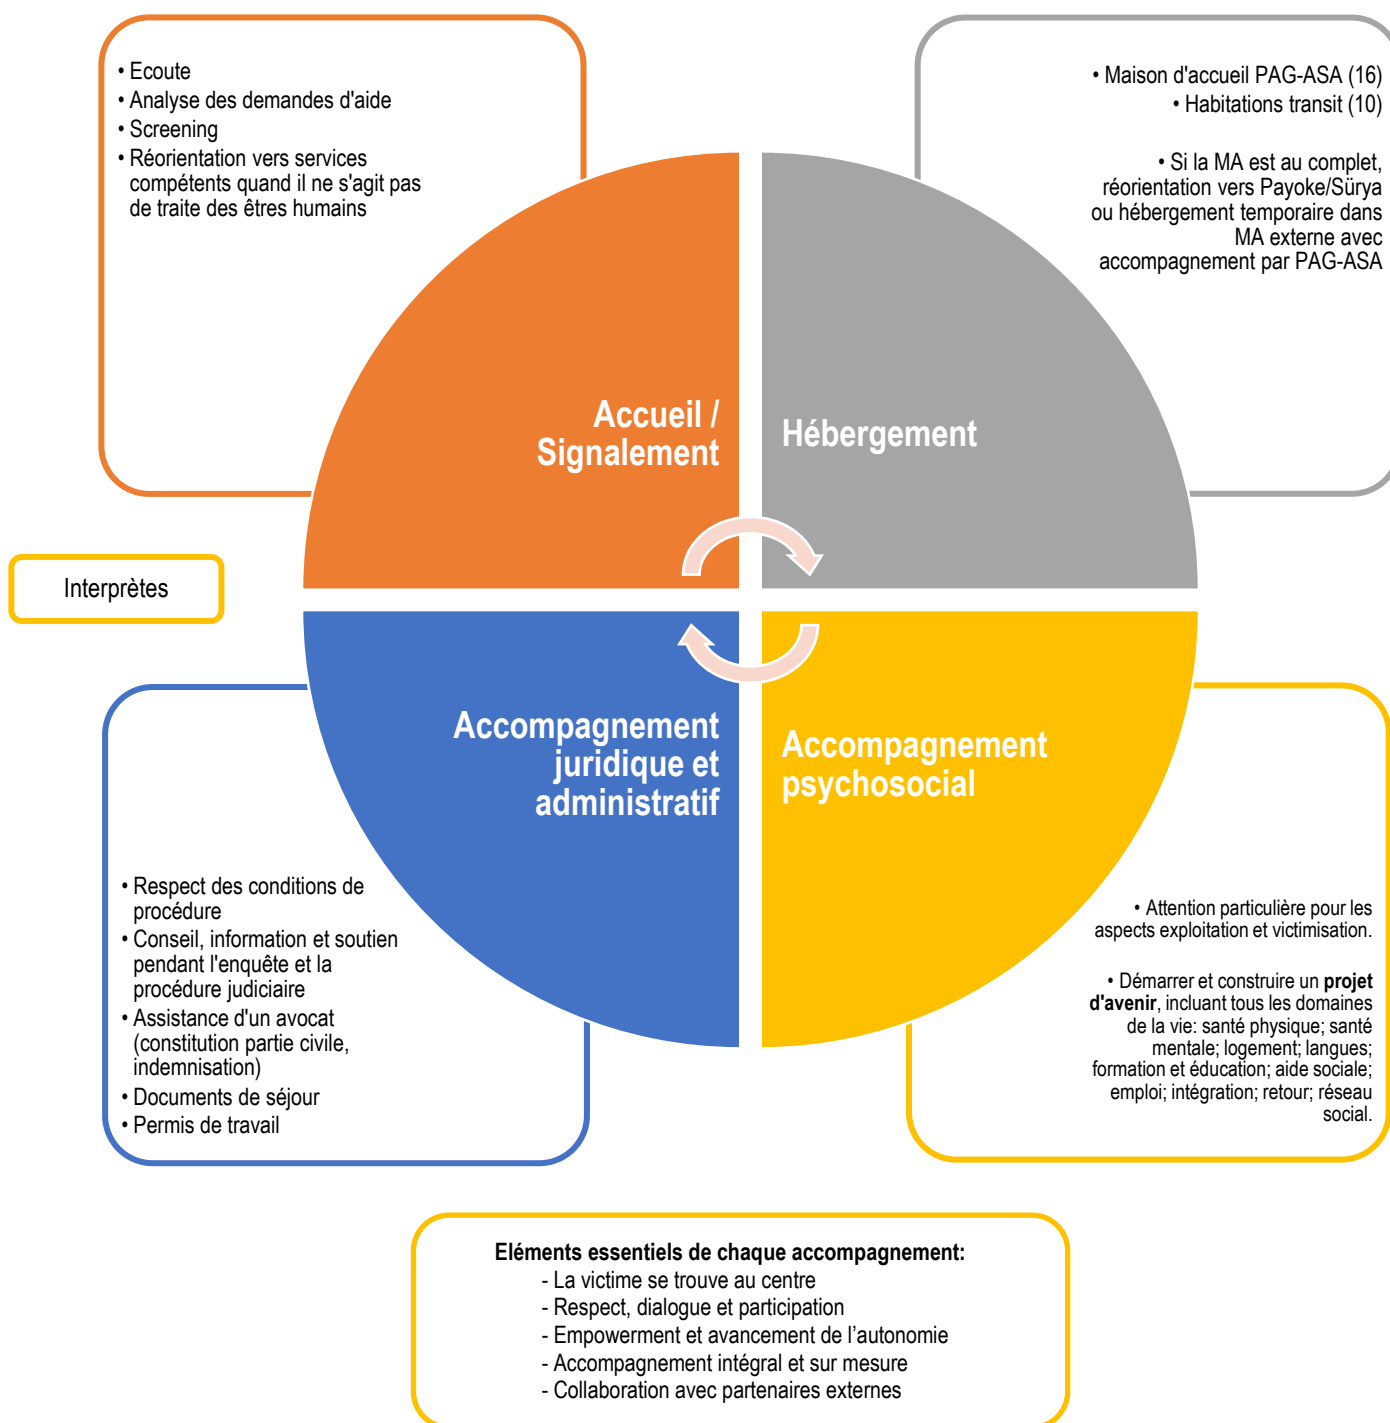 • Ecoute
• Analyse des demandes d'aide
• Screening
• Réorientation vers services
compétents quand il ne s'agit pas
de traite des êtres humains
• Maison d'accueil PAG-ASA (16)
• Habitations transit (10)
• Si la MA est au complet,
réorientation vers Payoke/Sürya
ou hébergement temporaire dans
MA externe avec
accompagnement par PAG-ASA
Accueil /
Signalement
Hébergement
Interprètes
Accompagnement
juridique et
administratif
Accompagnement
psychosocial
• Respect des conditions de
procédure
• Conseil, information et soutien
pendant l'enquête et la
procédure judiciaire
• Assistance d'un avocat
(constitution partie civile,
indemnisation)
• Documents de séjour
• Permis de travail
• Attention particulière pour les
aspects exploitation et victimisation.
• Démarrer et construire un projet
d'avenir, incluant tous les domaines
de la vie: santé physique; santé
mentale; logement; langues;
formation et éducation; aide sociale;
emploi; intégration; retour; réseau
social.
Eléments essentiels de chaque accompagnement:
- La victime se trouve au centre
- Respect, dialogue et participation
- Empowerment et avancement de l’autonomie
- Accompagnement intégral et sur mesure
- Collaboration avec partenaires externes